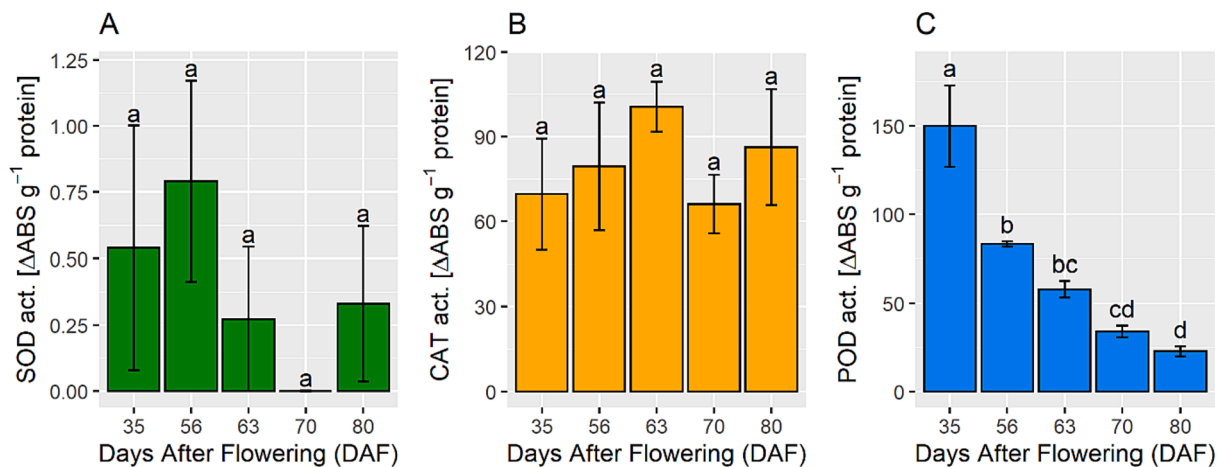 A
SOD act. [ΔABS g⁻¹ protein]
1.25
1.00
0.75
0.50
0.25
0.00
a
a
a
a
a
35 56 63 70 80
Days After Flowering (DAF)
B
CAT act. [ΔABS g⁻¹ protein]
120
90
60
30
0
a
a
a
a
a
35 56 63 70 80
Days After Flowering (DAF)
C
POD act. [ΔABS g⁻¹ protein]
150
100
50
0
a
b
bc
cd
d
35 56 63 70 80
Days After Flowering (DAF)